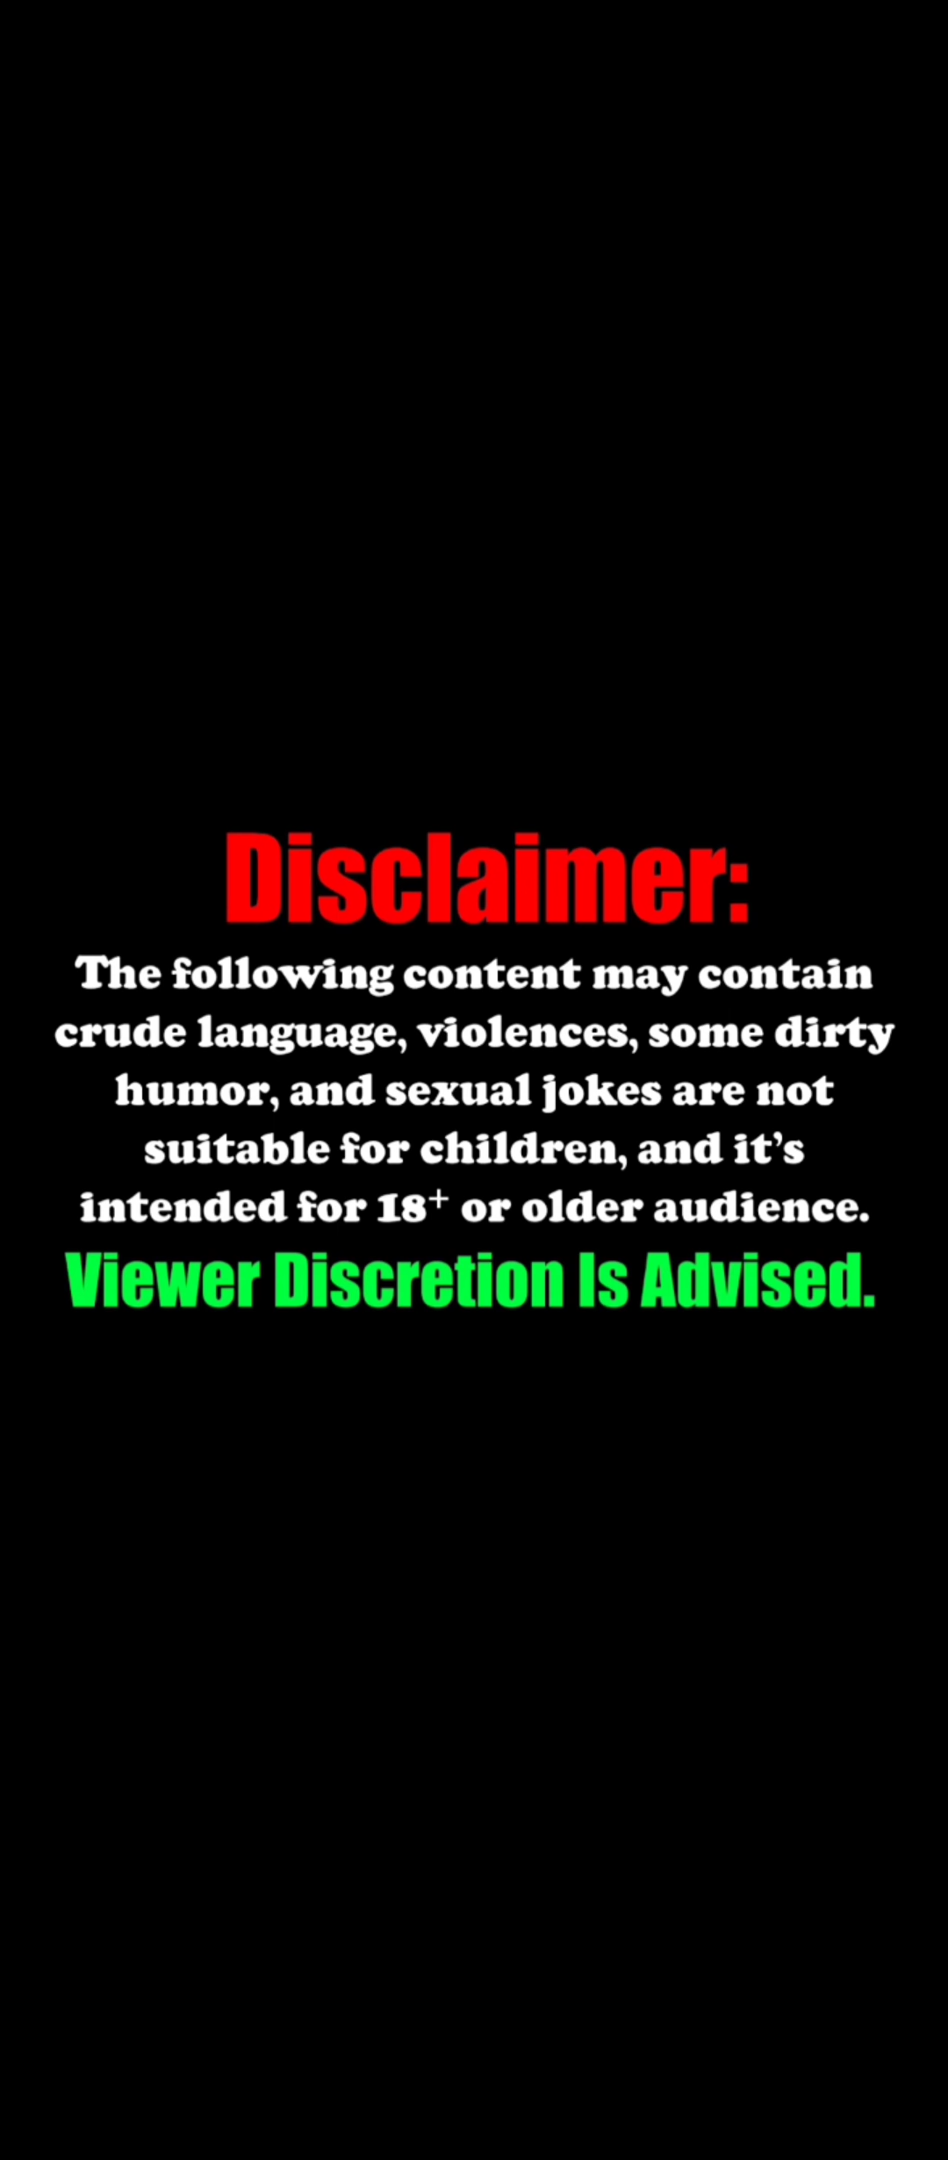 Disclaimer:
The following content may contain
crude language, violences, some dirty
humor, and sexual jokes are not
suitable for children, and it’s
intended for 18+ or older audience.
Viewer Discretion Is Advised.